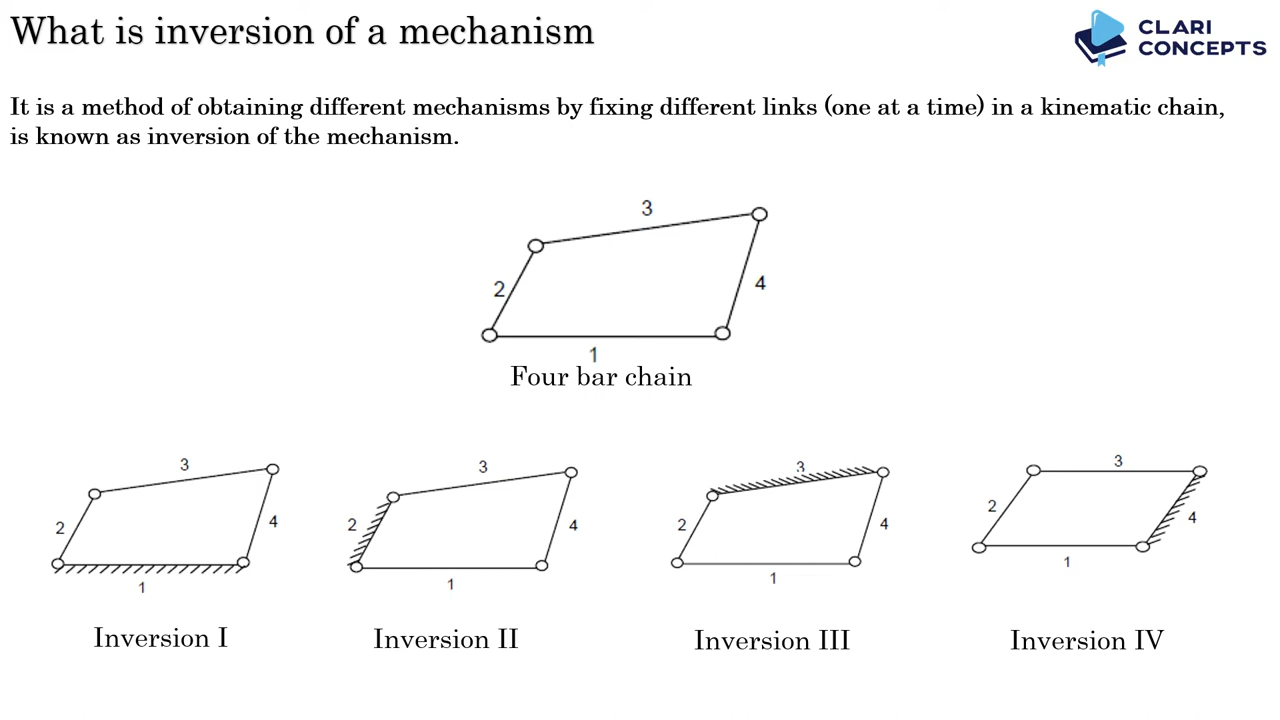 What is inversion of a mechanism
CLARI
CONCEPTS
It is a method of obtaining different mechanisms by fixing different links (one at a time) in a kinematic chain,
is known as inversion of the mechanism.
3
2
4
1
Four bar chain
3
2
4
1
3
2
4
1
3
2
4
1
3
2
4
1
Inversion I
Inversion II
Inversion III
Inversion IV